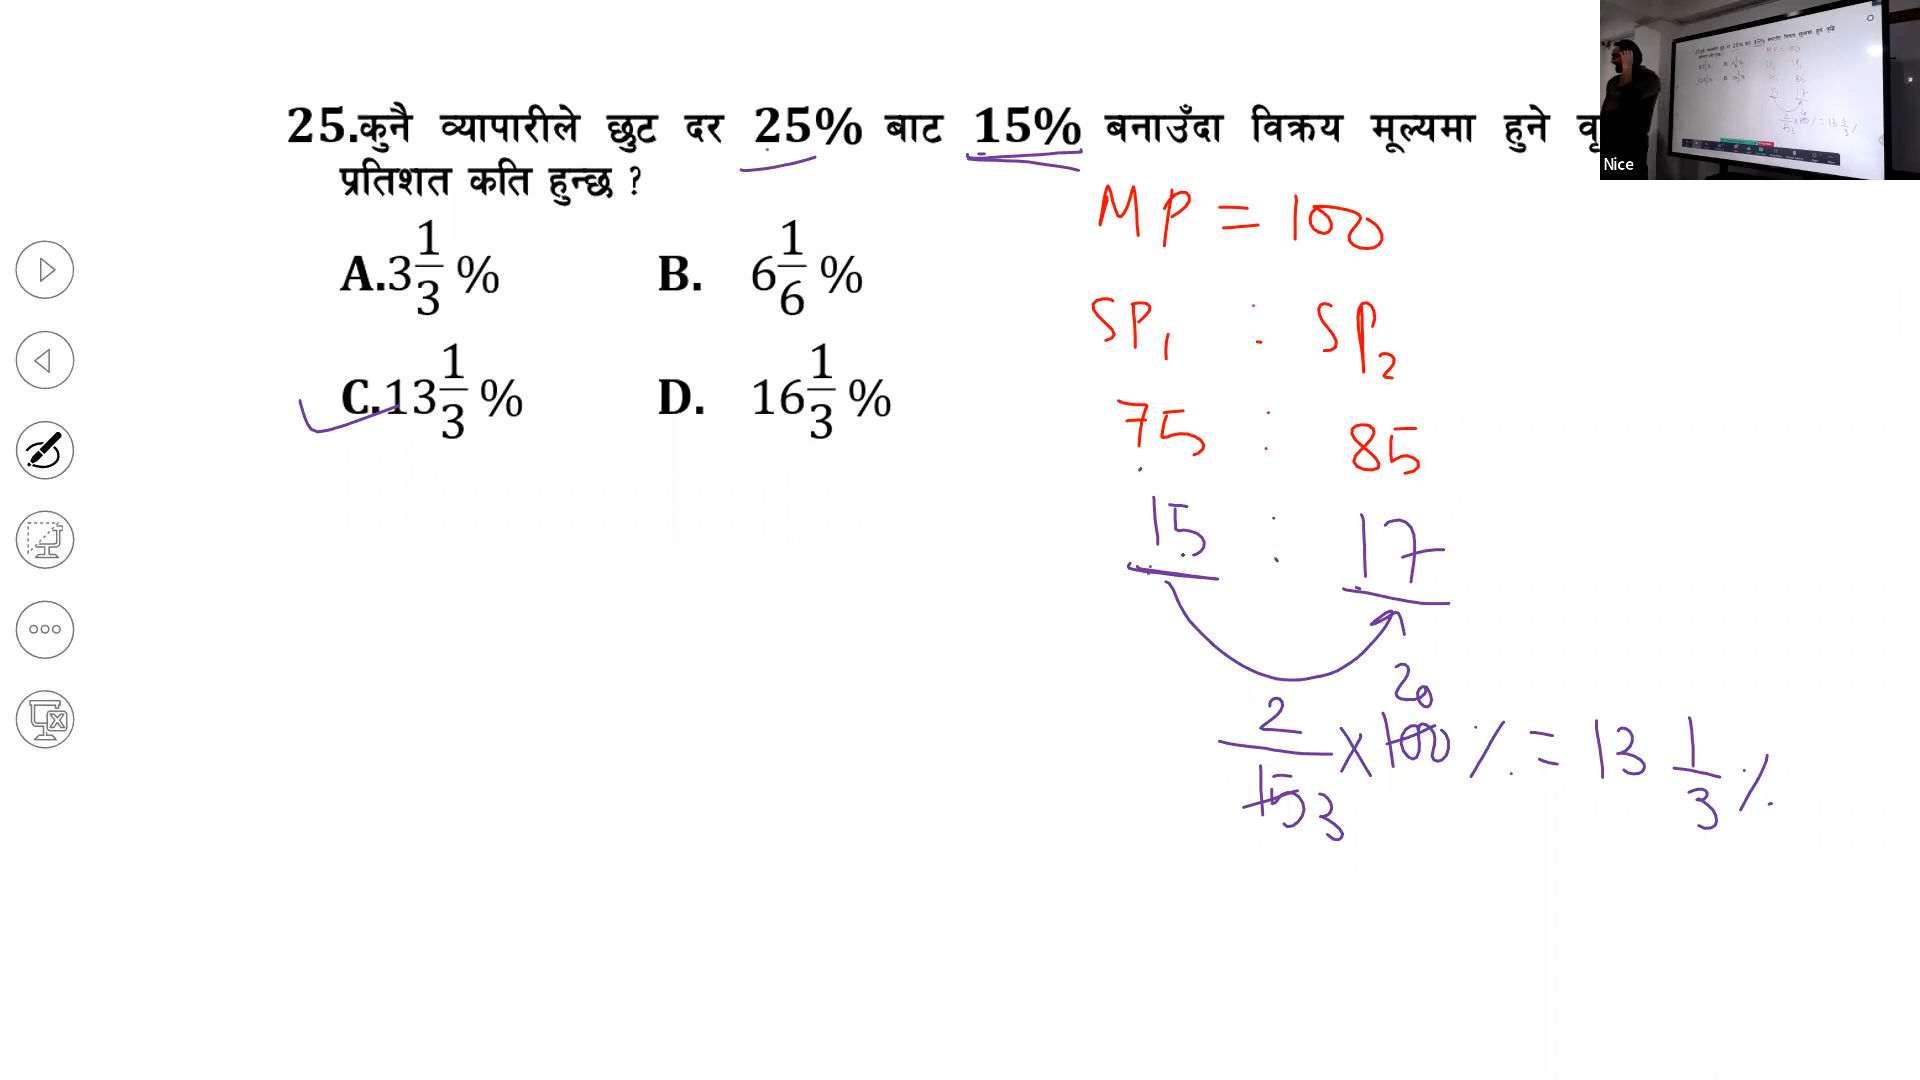 25.कुनै व्यापारीले छुट दर 25% बाट 15% बनाउँदा विक्रय मूल्यमा हुने
प्रतिशत कति हुन्छ ?
A.3 1/3 % B. 6 1/6 %
C.13 1/3 % D. 16 1/3 %
MP = 100
SP₁ : SP₂
75 : 85
15 : 17
20
2/15 3 × 100 % = 13 1/3 %
Nice